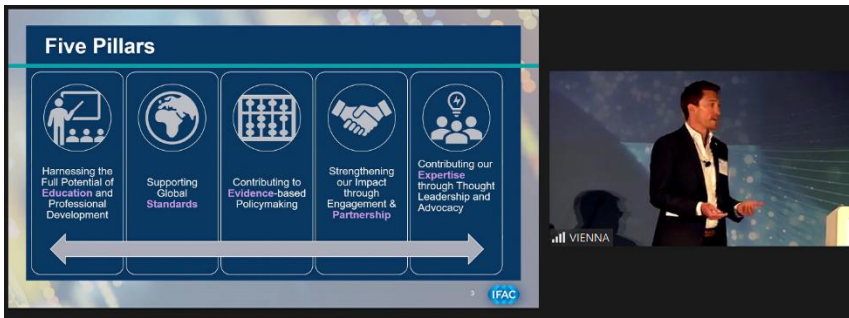 Five Pillars
Harnessing the
Full Potential of
Education and
Professional
Development
Supporting
Global
Standards
Contributing to
Evidence-based
Policymaking
Strengthening
our Impact
through
Engagement &
Partnership
Contributing our
Expertise
through Thought
Leadership and
Advocacy
3
IFAC
VIENNA